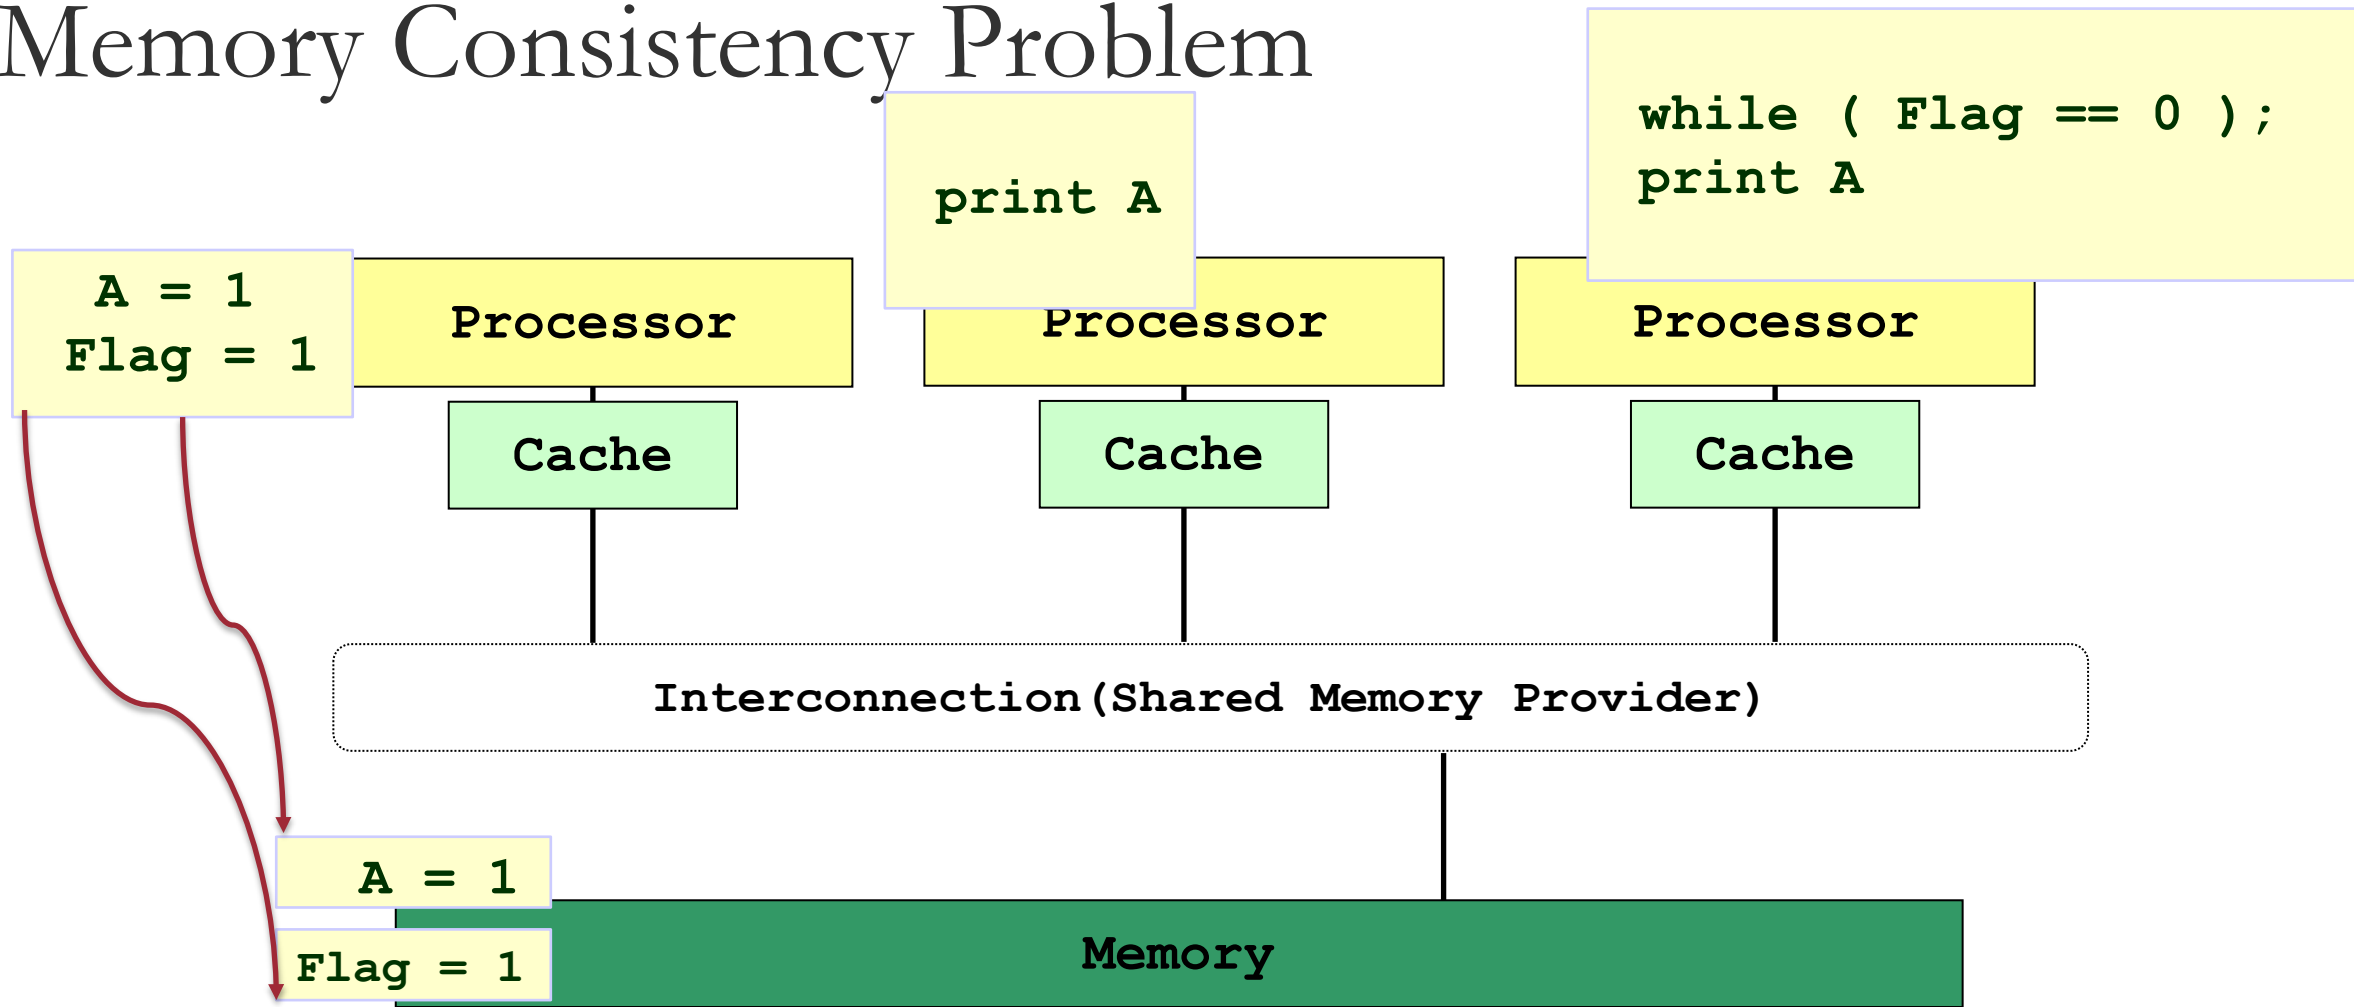 Memory Consistency Problem
while ( Flag == 0 );
print A
print A
A = 1
Flag = 1
Processor
Processor
Processor
Cache
Cache
Cache
Interconnection(Shared Memory Provider)
A = 1
Flag = 1
Memory